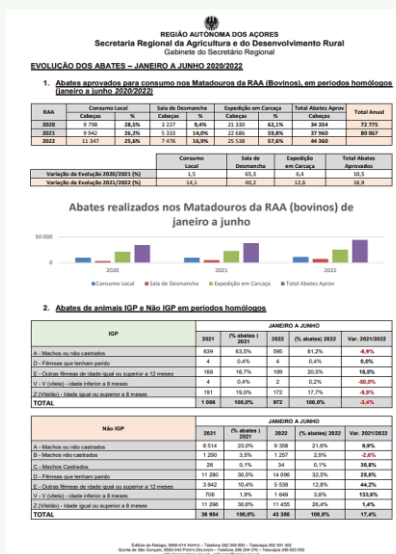 REGIÃO AUTÓNOMA DOS AÇORES
Secretaria Regional da Agricultura e do Desenvolvimento Rural
Gabinete do Secretário Regional
EVOLUÇÃO DOS ABATES – JANEIRO A JUNHO 2020/2022
1. Abates aprovados para consumo nos Matadouros da RAA (Bovinos), em períodos homólogos
(janeiro a junho 2020/2022)
RAA Consumo Local Sala de Desmancha Expedição em Carcaça Total Abates Aprov Total Anual
Cabeças % Cabeças % Cabeças % Cabeças
2020 9 798 28,5% 3 227 9,4% 21 330 62,1% 34 354 72 775
2021 9 942 26,2% 5 333 14,0% 22 686 59,8% 37 960 80 067
2022 11 347 25,6% 7 476 16,9% 25 538 57,6% 44 360
Consumo Sala de Expedição Total Abates
Local Desmancha em Carcaça Aprovados
Variação da Evolução 2020/2021 (%) 1,5 65,3 6,4 10,5
Variação da Evolução 2021/2022 (%) 14,1 40,2 12,6 16,9
Abates realizados nos Matadouros da RAA (bovinos) de
janeiro a junho
50 000
0
2020 2021 2022
Consumo Local Sala de Desmancha Expedição em Carcaça Total Abates Aprov
2. Abates de animais IGP e Não IGP em períodos homólogos
IGP JANEIRO A JUNHO
2021 (% abates ) 2021 2022 (% abates) 2022 Var. 2021/2022
A - Machos ou não castrados 639 63,5% 595 61,2% -6,9%
D - Fêmeas que tenham parido 4 0,4% 4 0,4% 0,0%
E - Outras fêmeas de idade igual ou superior a 12 meses 168 16,7% 199 20,5% 18,5%
V - V (vitela) - idade inferior a 8 meses 4 0,4% 2 0,2% -50,0%
Z (Vitelão) - Idade igual ou superior a 8 meses 191 19,0% 172 17,7% -9,9%
TOTAL 1 006 100,0% 972 100,0% -3,4%
Não IGP JANEIRO A JUNHO
2021 (% abates ) 2021 2022 (% abates) 2022 Var. 2021/2022
A - Machos ou não castrados 8 514 23,0% 9 358 21,6% 9,9%
B - Machos não castrados 1 290 3,5% 1 257 2,9% -2,6%
C - Machos Castrados 26 0,1% 34 0,1% 30,8%
D - Fêmeas que tenham parido 11 280 30,5% 14 096 32,5% 25,0%
E - Outras fêmeas de idade igual ou superior a 12 meses 3 842 10,4% 5 539 12,8% 44,2%
V - V (vitela) - idade inferior a 8 meses 706 1,9% 1 649 3,8% 133,6%
Z (Vitelão) - Idade igual ou superior a 8 meses 11 296 30,6% 11 455 26,4% 1,4%
TOTAL 36 954 100,0% 43 388 100,0% 17,4%